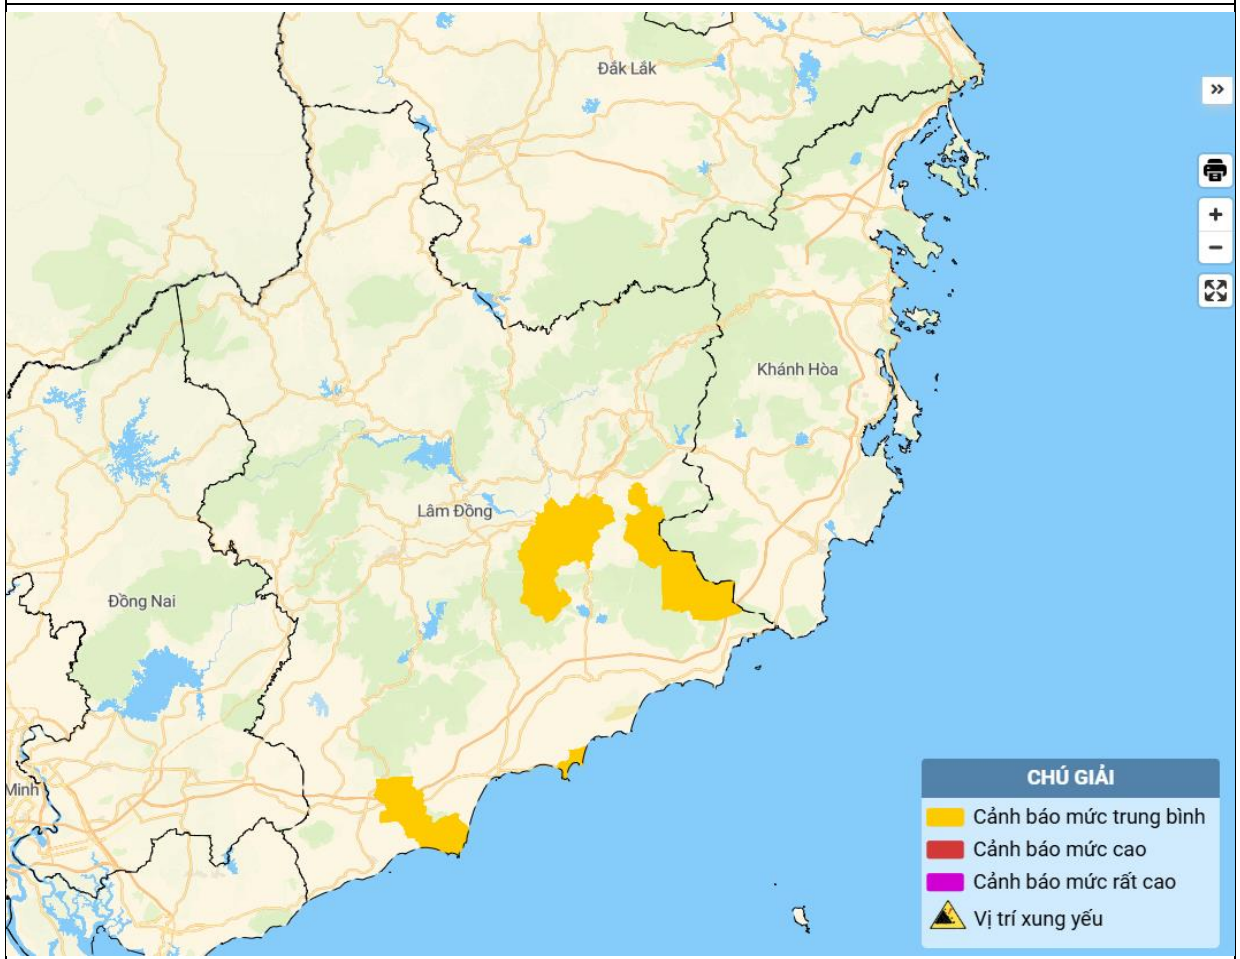 Đắk Lắk
»
+
−
Khánh Hòa
Lâm Đồng
Đồng Nai
Minh
CHÚ GIẢI
Cảnh báo mức trung bình
Cảnh báo mức cao
Cảnh báo mức rất cao
Vị trí xung yếu